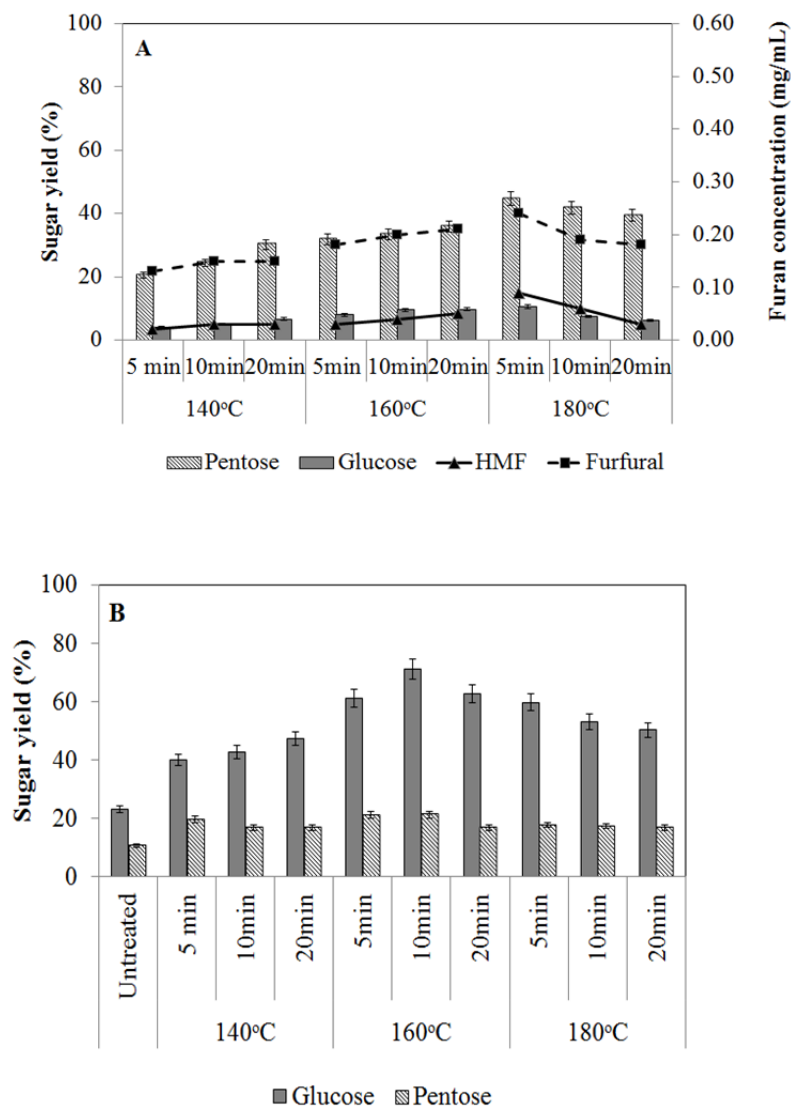 A
Sugar yield (%)
100
80
60
40
20
0
Furan concentration (mg/mL)
0.60
0.50
0.40
0.30
0.20
0.10
0.00
5 min 10min 20min 5min 10min 20min 5min 10min 20min
140°C 160°C 180°C
Pentose Glucose HMF Furfural
B
Sugar yield (%)
100
80
60
40
20
0
Untreated 5 min 10min 20min 5min 10min 20min 5min 10min 20min
140°C 160°C 180°C
Glucose Pentose